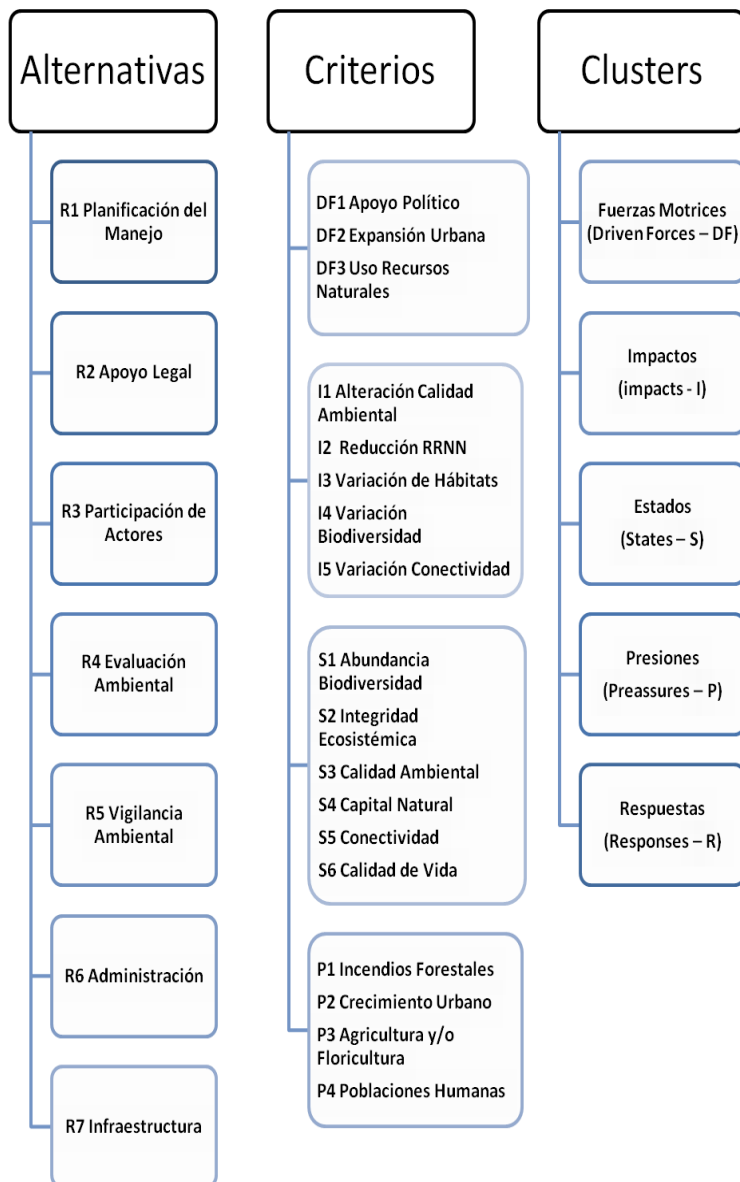 Alternativas
R1 Planificación del
Manejo
R2 Apoyo Legal
R3 Participación de
Actores
R4 Evaluación
Ambiental
R5 Vigilancia
Ambiental
R6 Administración
R7 Infraestructura
Criterios
DF1 Apoyo Político
DF2 Expansión Urbana
DF3 Uso Recursos
Naturales
I1 Alteración Calidad
Ambiental
I2 Reducción RRNN
I3 Variación de Hábitats
I4 Variación
Biodiversidad
I5 Variación Conectividad
S1 Abundancia
Biodiversidad
S2 Integridad
Ecosistémica
S3 Calidad Ambiental
S4 Capital Natural
S5 Conectividad
S6 Calidad de Vida
P1 Incendios Forestales
P2 Crecimiento Urbano
P3 Agricultura y/o
Floricultura
P4 Poblaciones Humanas
Clusters
Fuerzas Motrices
(Driven Forces – DF)
Impactos
(impacts - I)
Estados
(States – S)
Presiones
(Preassures – P)
Respuestas
(Responses – R)